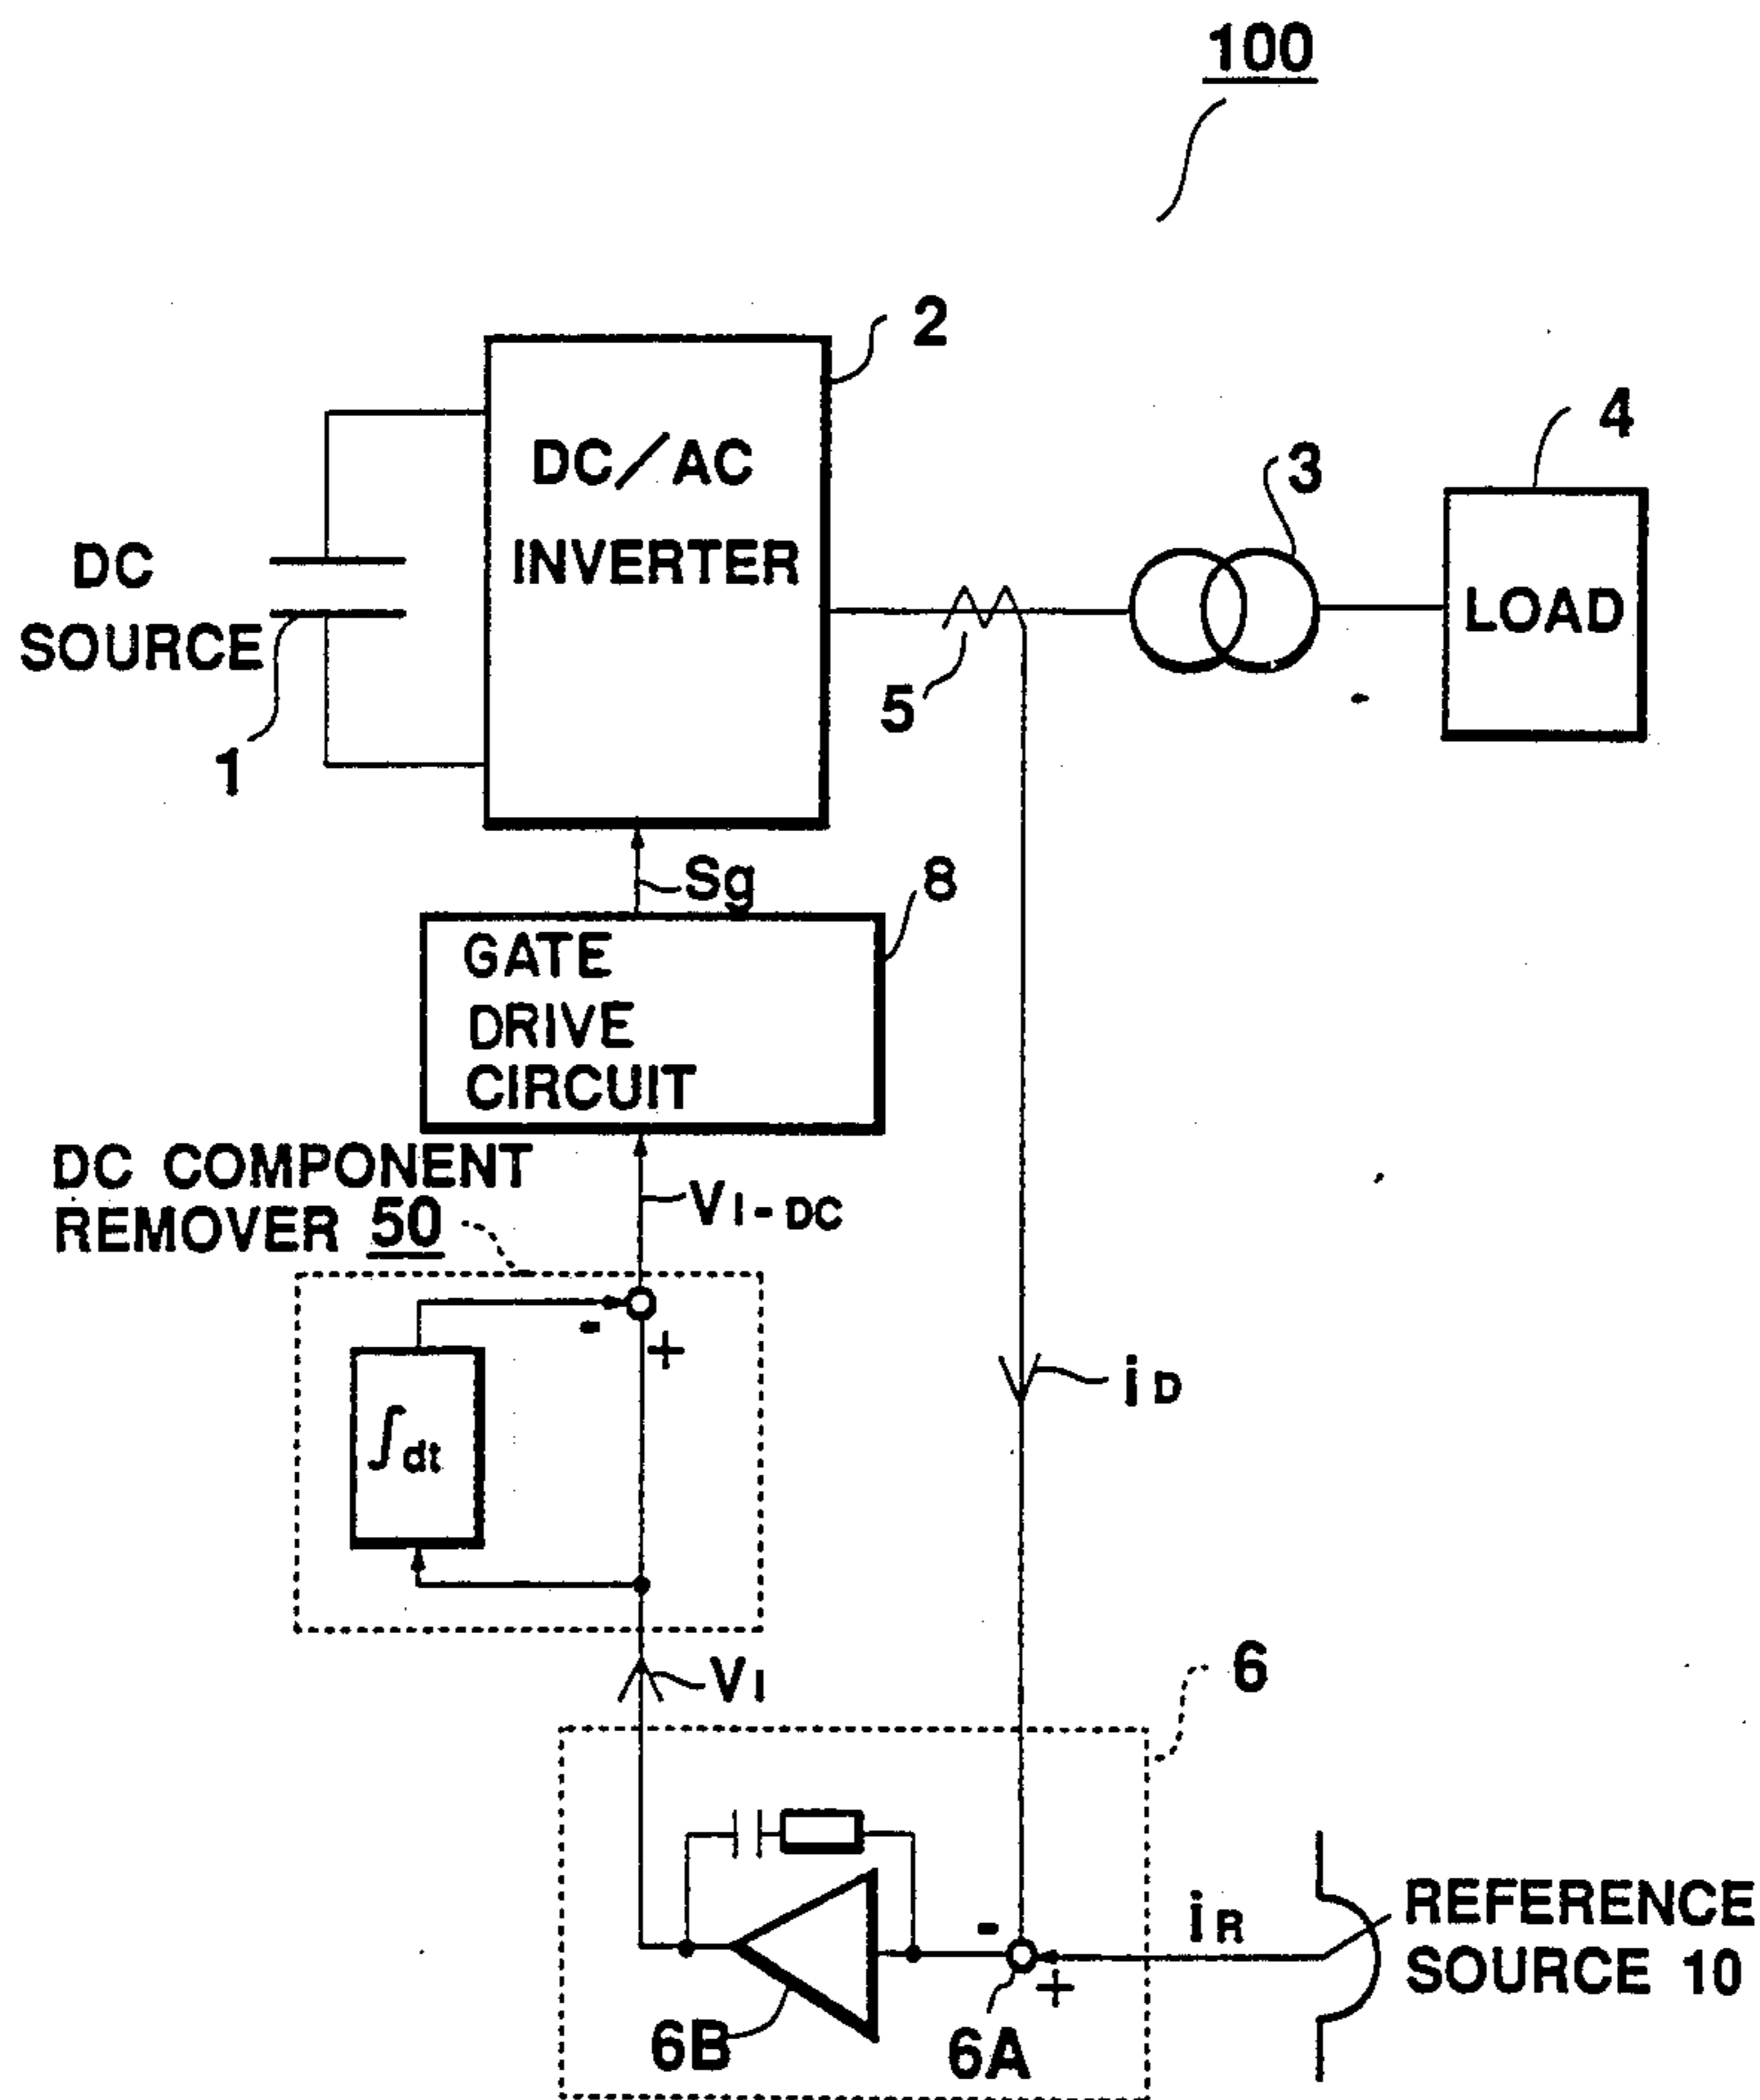 100
2
DC/AC
INVERTER
4
3
DC
SOURCE
LOAD
5
1
Sg
8
GATE
DRIVE
CIRCUIT
DC COMPONENT
REMOVER 50
VI-DC
-
+
iD
∫dt
6
VI
iR
REFERENCE
SOURCE 10
-
+
6B
6A